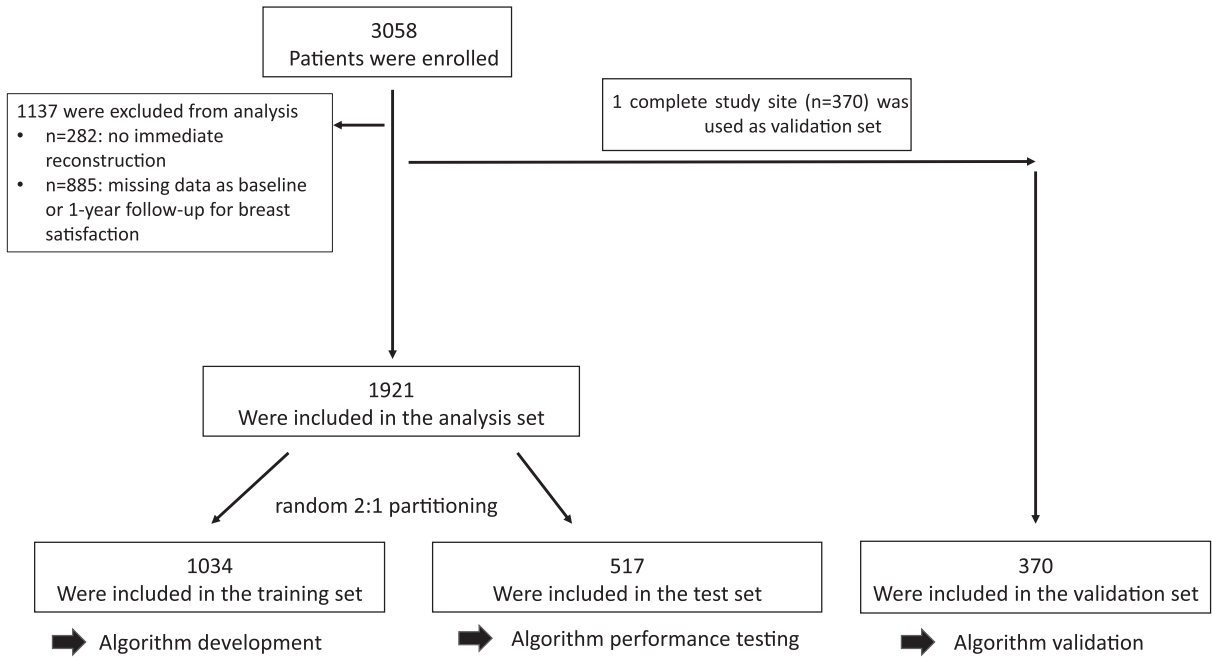 3058
Patients were enrolled
1137 were excluded from analysis
• n=282: no immediate
reconstruction
• n=885: missing data as baseline
or 1-year follow-up for breast
satisfaction
1 complete study site (n=370) was
used as validation set
1921
Were included in the analysis set
random 2:1 partitioning
1034
Were included in the training set
517
Were included in the test set
370
Were included in the validation set
Algorithm development
Algorithm performance testing
Algorithm validation